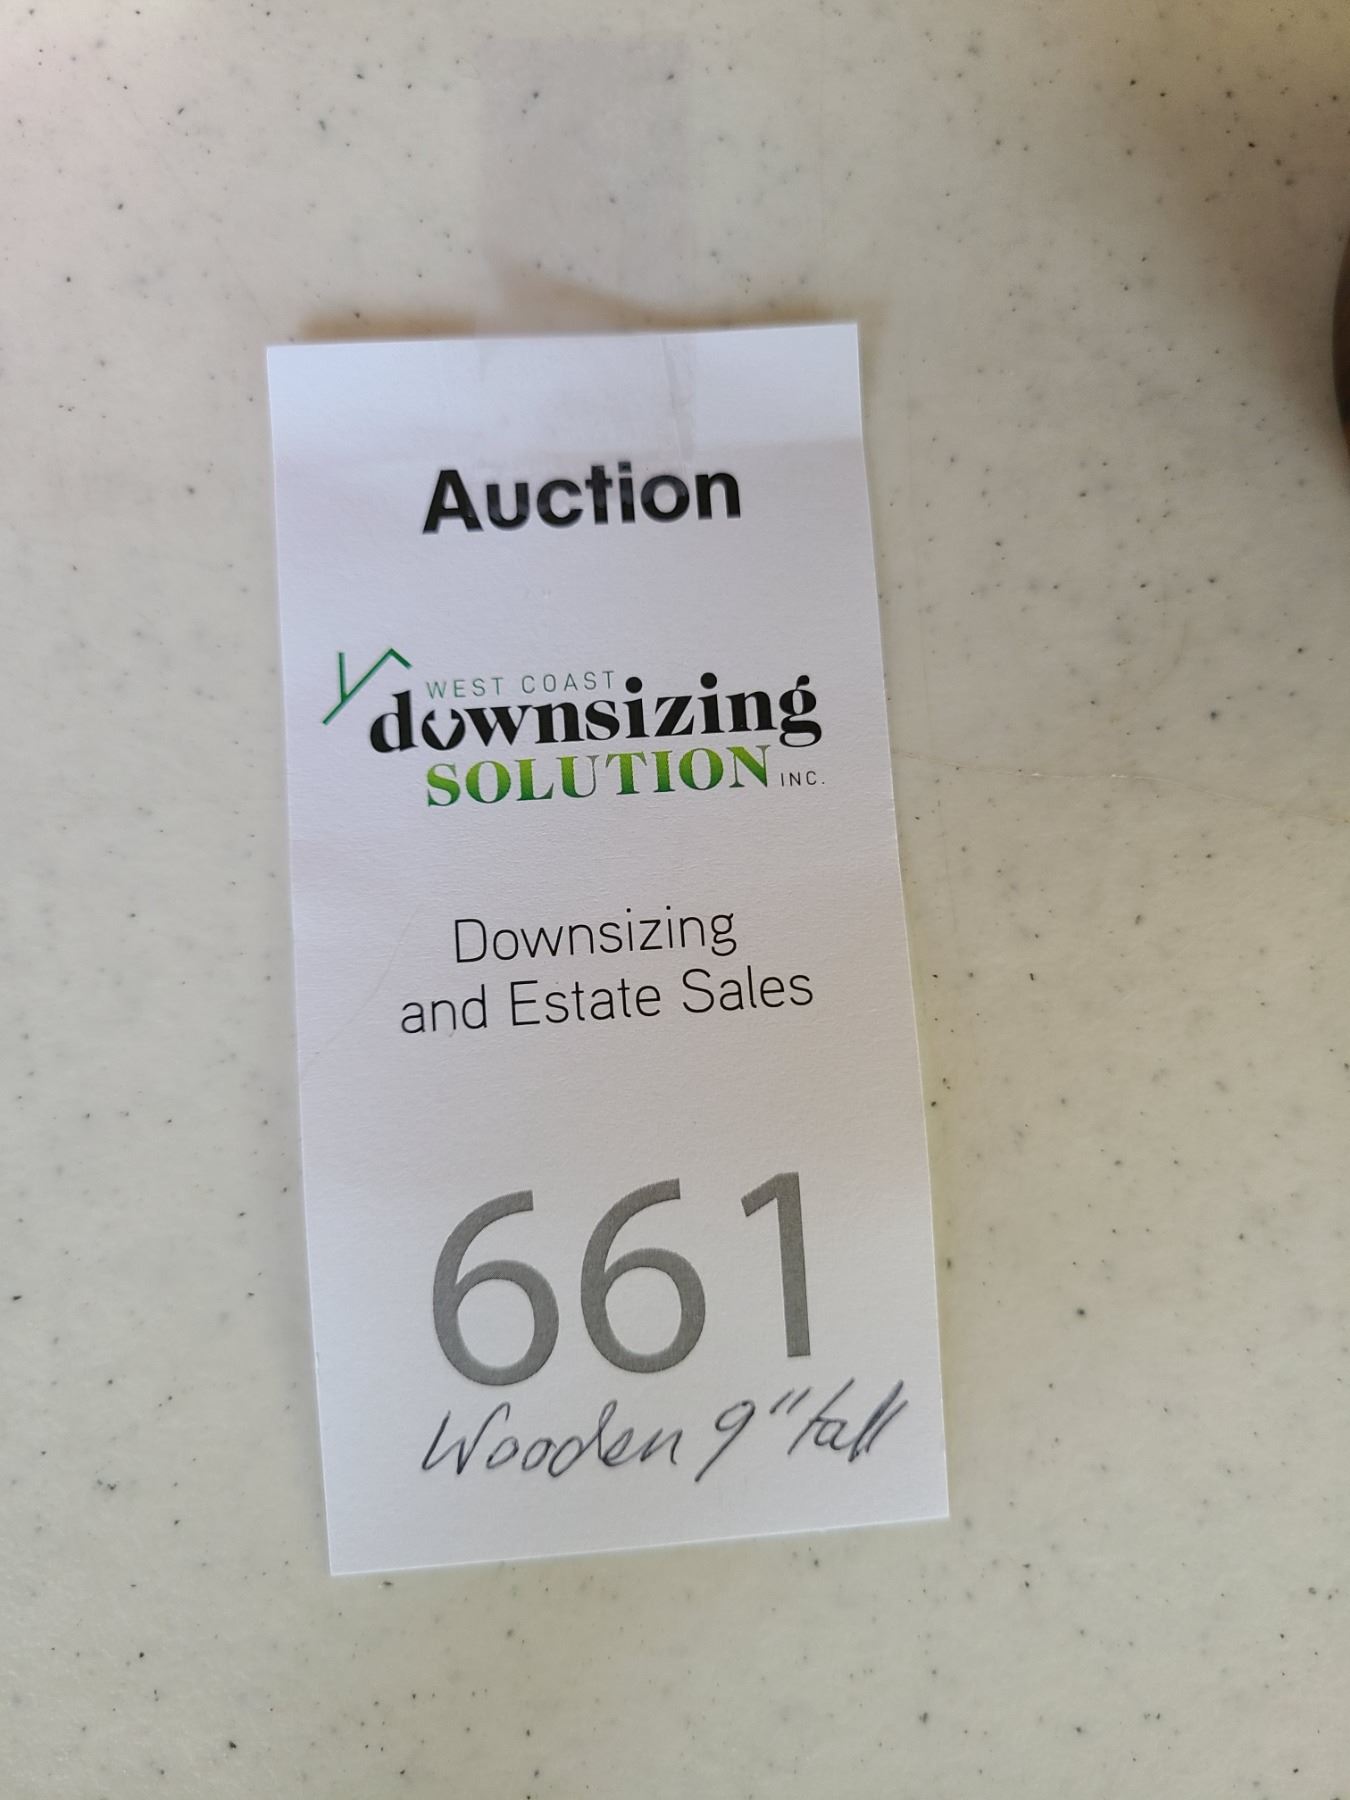 Auction
WEST COAST
downsizing
SOLUTION INC.
Downsizing
and Estate Sales
661
Wooden 9" tall